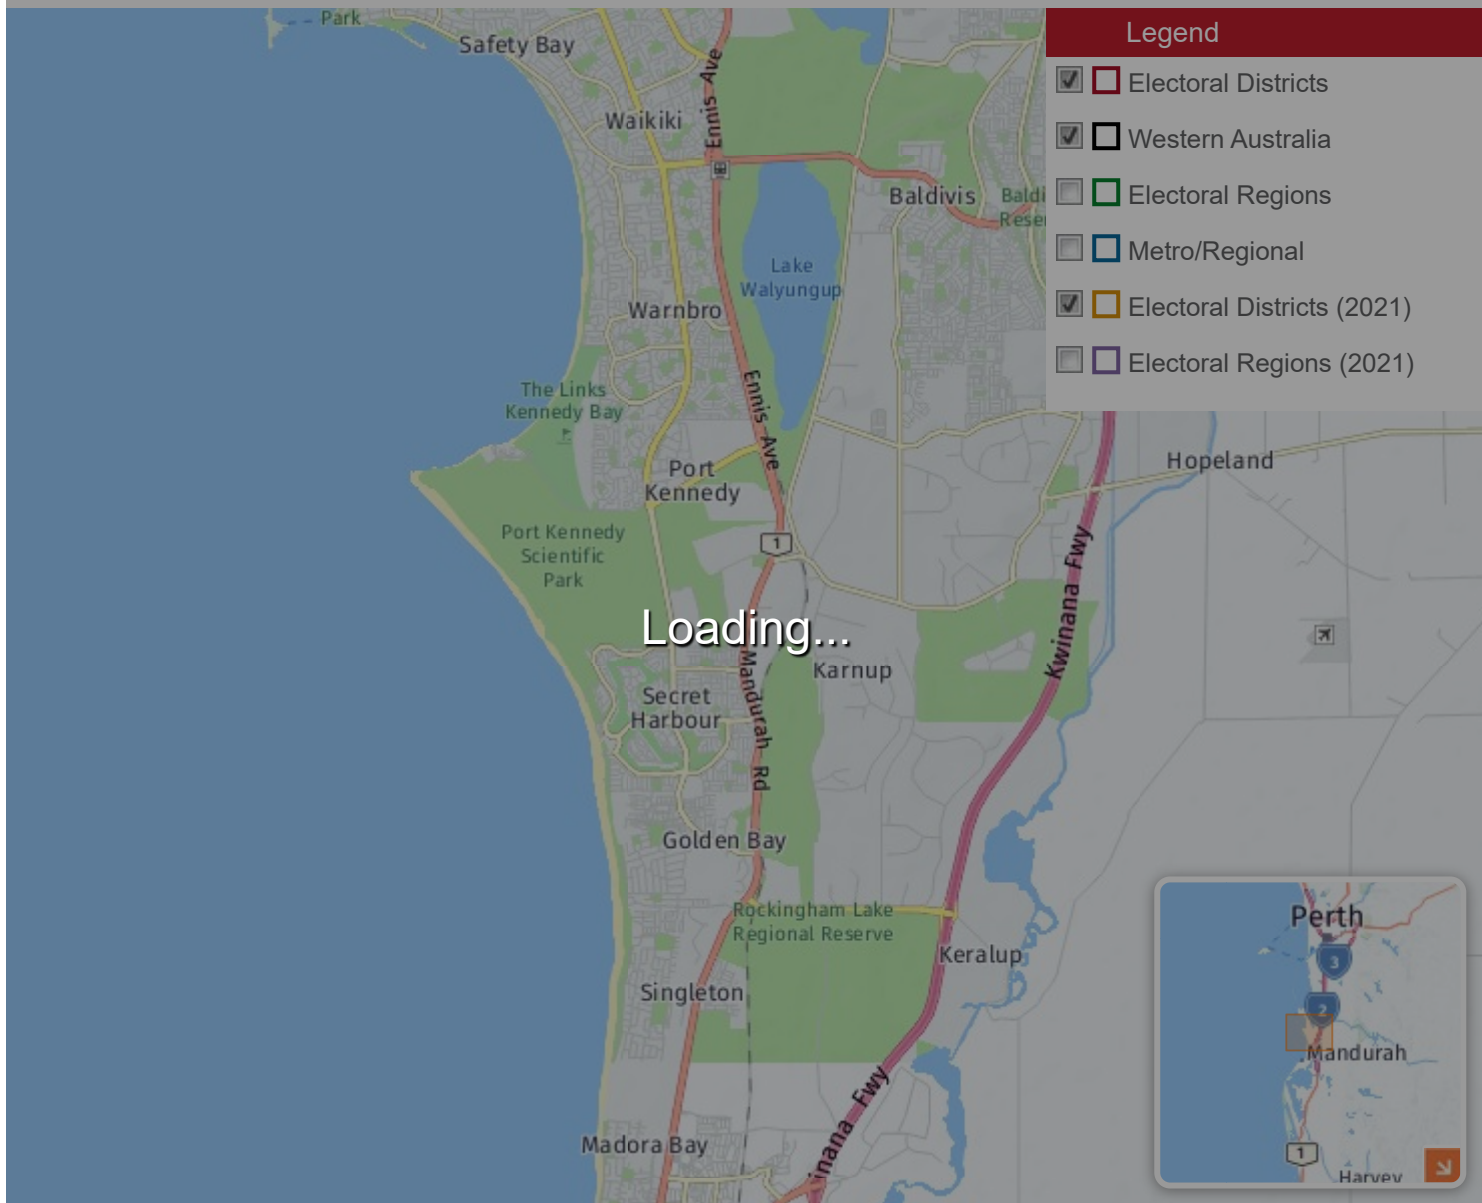 Park
Safety Bay
Ennis Ave
Legend
Electoral Districts
Waikiki
Western Australia
Baldivis
Electoral Regions
Lake
Walyungup
Metro/Regional
Warnbro
Electoral Districts (2021)
Electoral Regions (2021)
The Links
Kennedy Bay
Ennis Ave
Port
Kennedy
Hopeland
Port Kennedy
Scientific
Park
1
Kwinana Fwy
Loading...
Karnup
Mandurah Rd
Secret
Harbour
Golden Bay
Rockingham Lake
Regional Reserve
Keralup
Singleton
Perth
3
2
Mandurah
inana Fwy
Madora Bay
1
Harvey